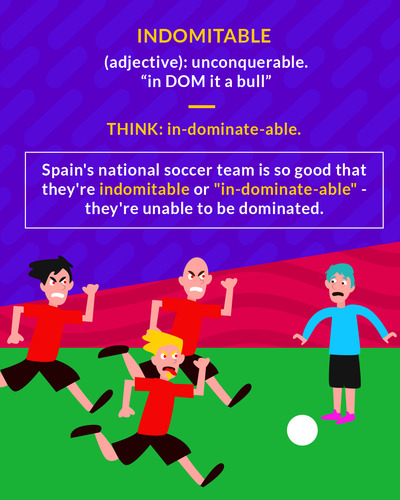 INDOMITABLE
(adjective): unconquerable.
“in DOM it a bull”
THINK: in-dominate-able.
Spain's national soccer team is so good that
they're indomitable or "in-dominate-able" -
they're unable to be dominated.